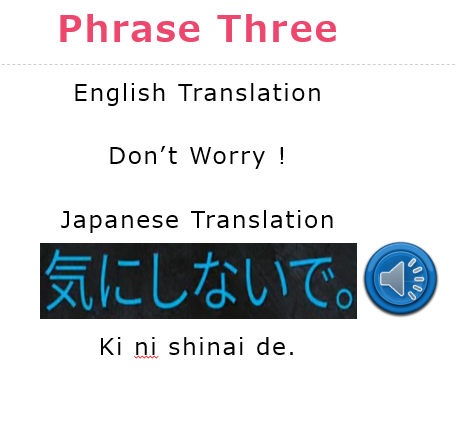 Phrase Three
English Translation
Don’t Worry !
Japanese Translation
気にしないで。
Ki ni shinai de.